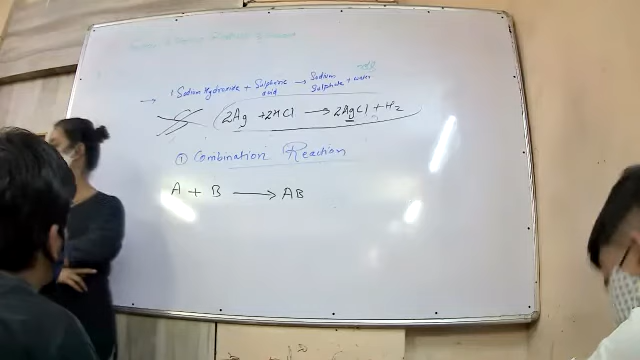 → 1 Sodium Hydroxide + Sulphuric acid → Sodium Sulphate + water
2Ag + 2HCl → 2AgCl + H2
① Combination Reaction
A + B → AB